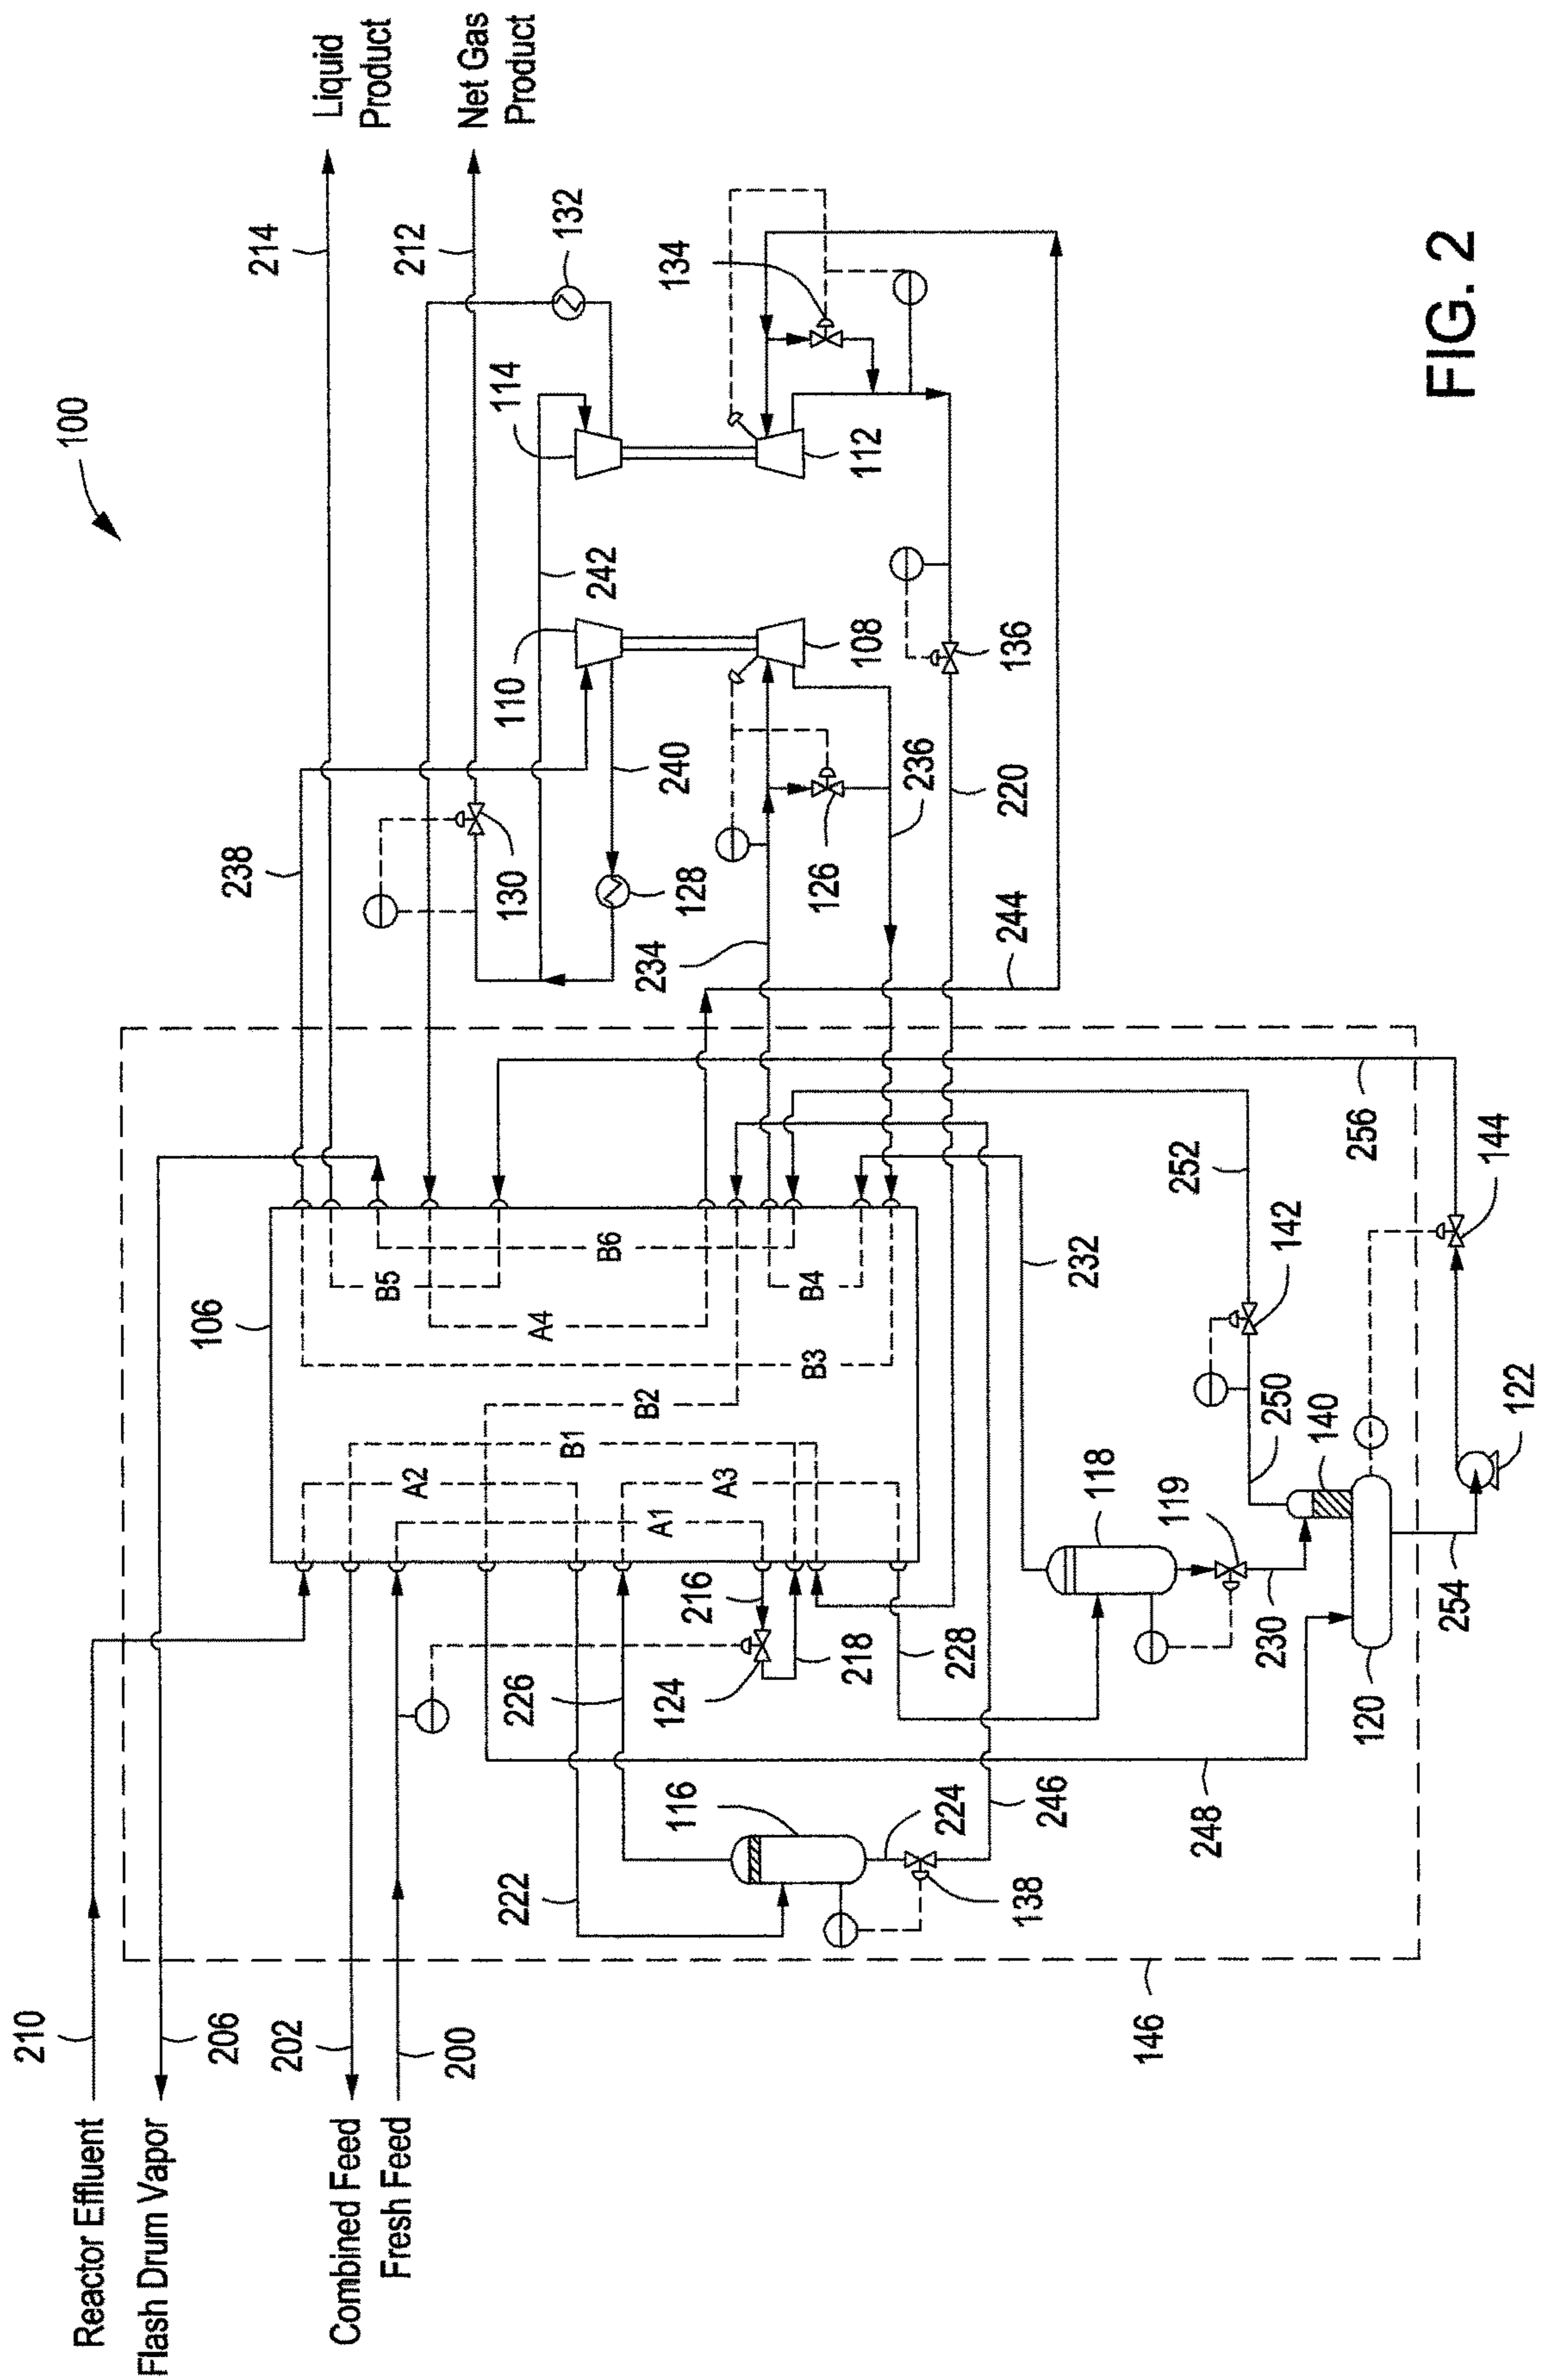 210
100
Reactor Effluent
Flash Drum Vapor
106
206
238
214
202
Liquid
Product
Combined Feed
B5
Fresh Feed
212
A2
200
Net Gas
Product
114
110
130
222
226
A4
132
B1
242
B6
124
B2
234
A1
134
240
116
216
128
A3
B4
B3
126
218
108
112
236
224
228
220
244
138
136
246
232
118
146
119
252
248
230
250
142
140
256
120
254
144
122
FIG. 2